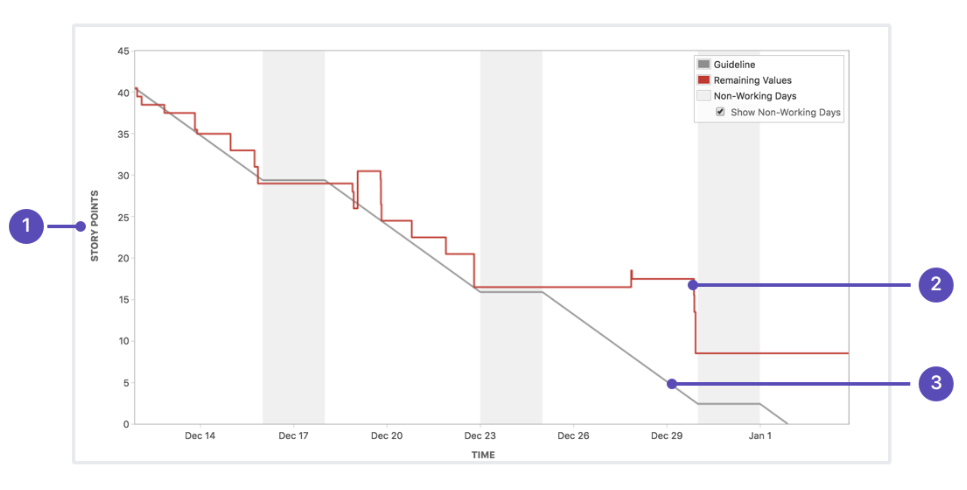 45
40
35
30
25
20
15
10
5
0
STORY POINTS
Guideline
Remaining Values
Non-Working Days
Show Non-Working Days
1
2
3
Dec 14 Dec 17 Dec 20 Dec 23 Dec 26 Dec 29 Jan 1
TIME